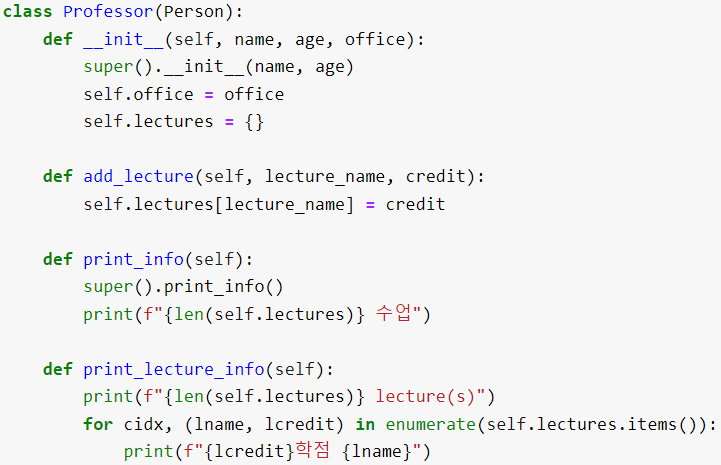 class Professor(Person):
    def __init__(self, name, age, office):
        super().__init__(name, age)
        self.office = office
        self.lectures = {}

    def add_lecture(self, lecture_name, credit):
        self.lectures[lecture_name] = credit

    def print_info(self):
        super().print_info()
        print(f"{len(self.lectures)} 수업")

    def print_lecture_info(self):
        print(f"{len(self.lectures)} lecture(s)")
        for cidx, (lname, lcredit) in enumerate(self.lectures.items()):
            print(f"{lcredit}학점 {lname}")